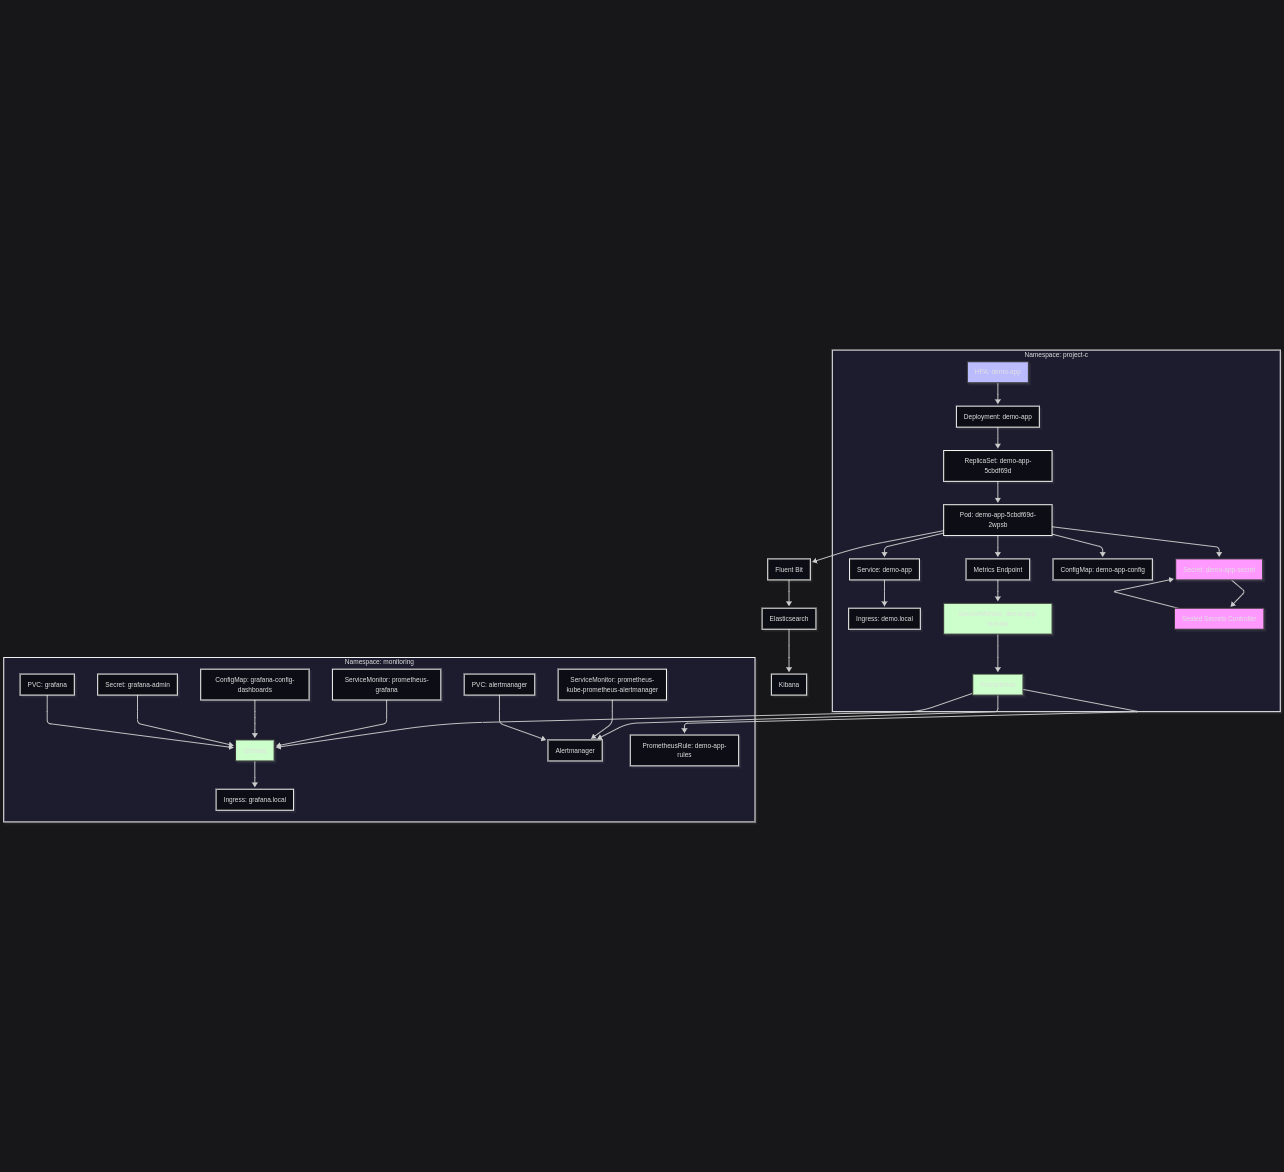 Namespace: project-c
HPA: demo-app
Deployment: demo-app
ReplicaSet: demo-app-
5cbdf69d
Pod: demo-app-5cbdf69d-
2wpsb
Fluent Bit
Service: demo-app
Metrics Endpoint
ConfigMap: demo-app-config
Secret: demo-app-secret
Elasticsearch
Ingress: demo.local
Sealed Secrets Controller
Namespace: monitoring
PVC: grafana
Secret: grafana-admin
ConfigMap: grafana-config-
dashboards
ServiceMonitor: prometheus-
grafana
PVC: alertmanager
ServiceMonitor: prometheus-
kube-prometheus-alertmanager
Kibana
Alertmanager
PrometheusRule: demo-app-
rules
Ingress: grafana.local